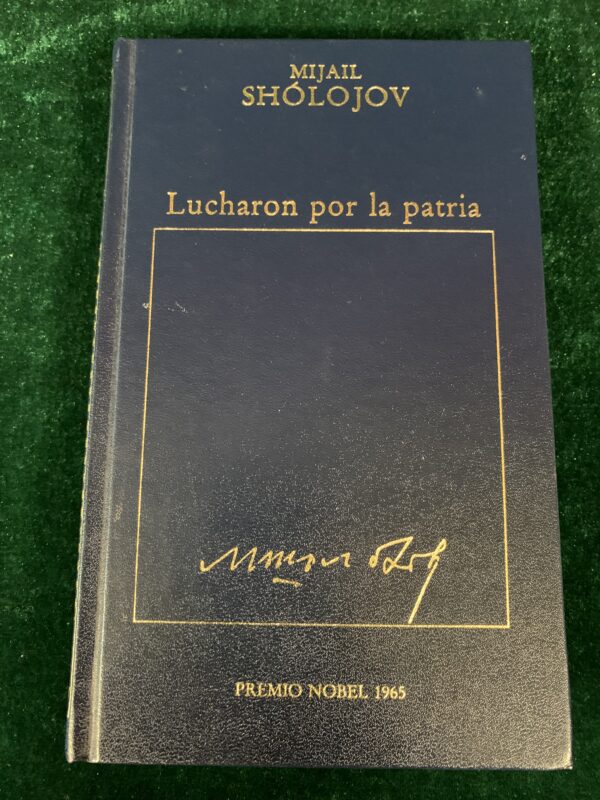 MIJAIL
SHÓLOJOV
Lucharon por la patria
PREMIO NOBEL 1965